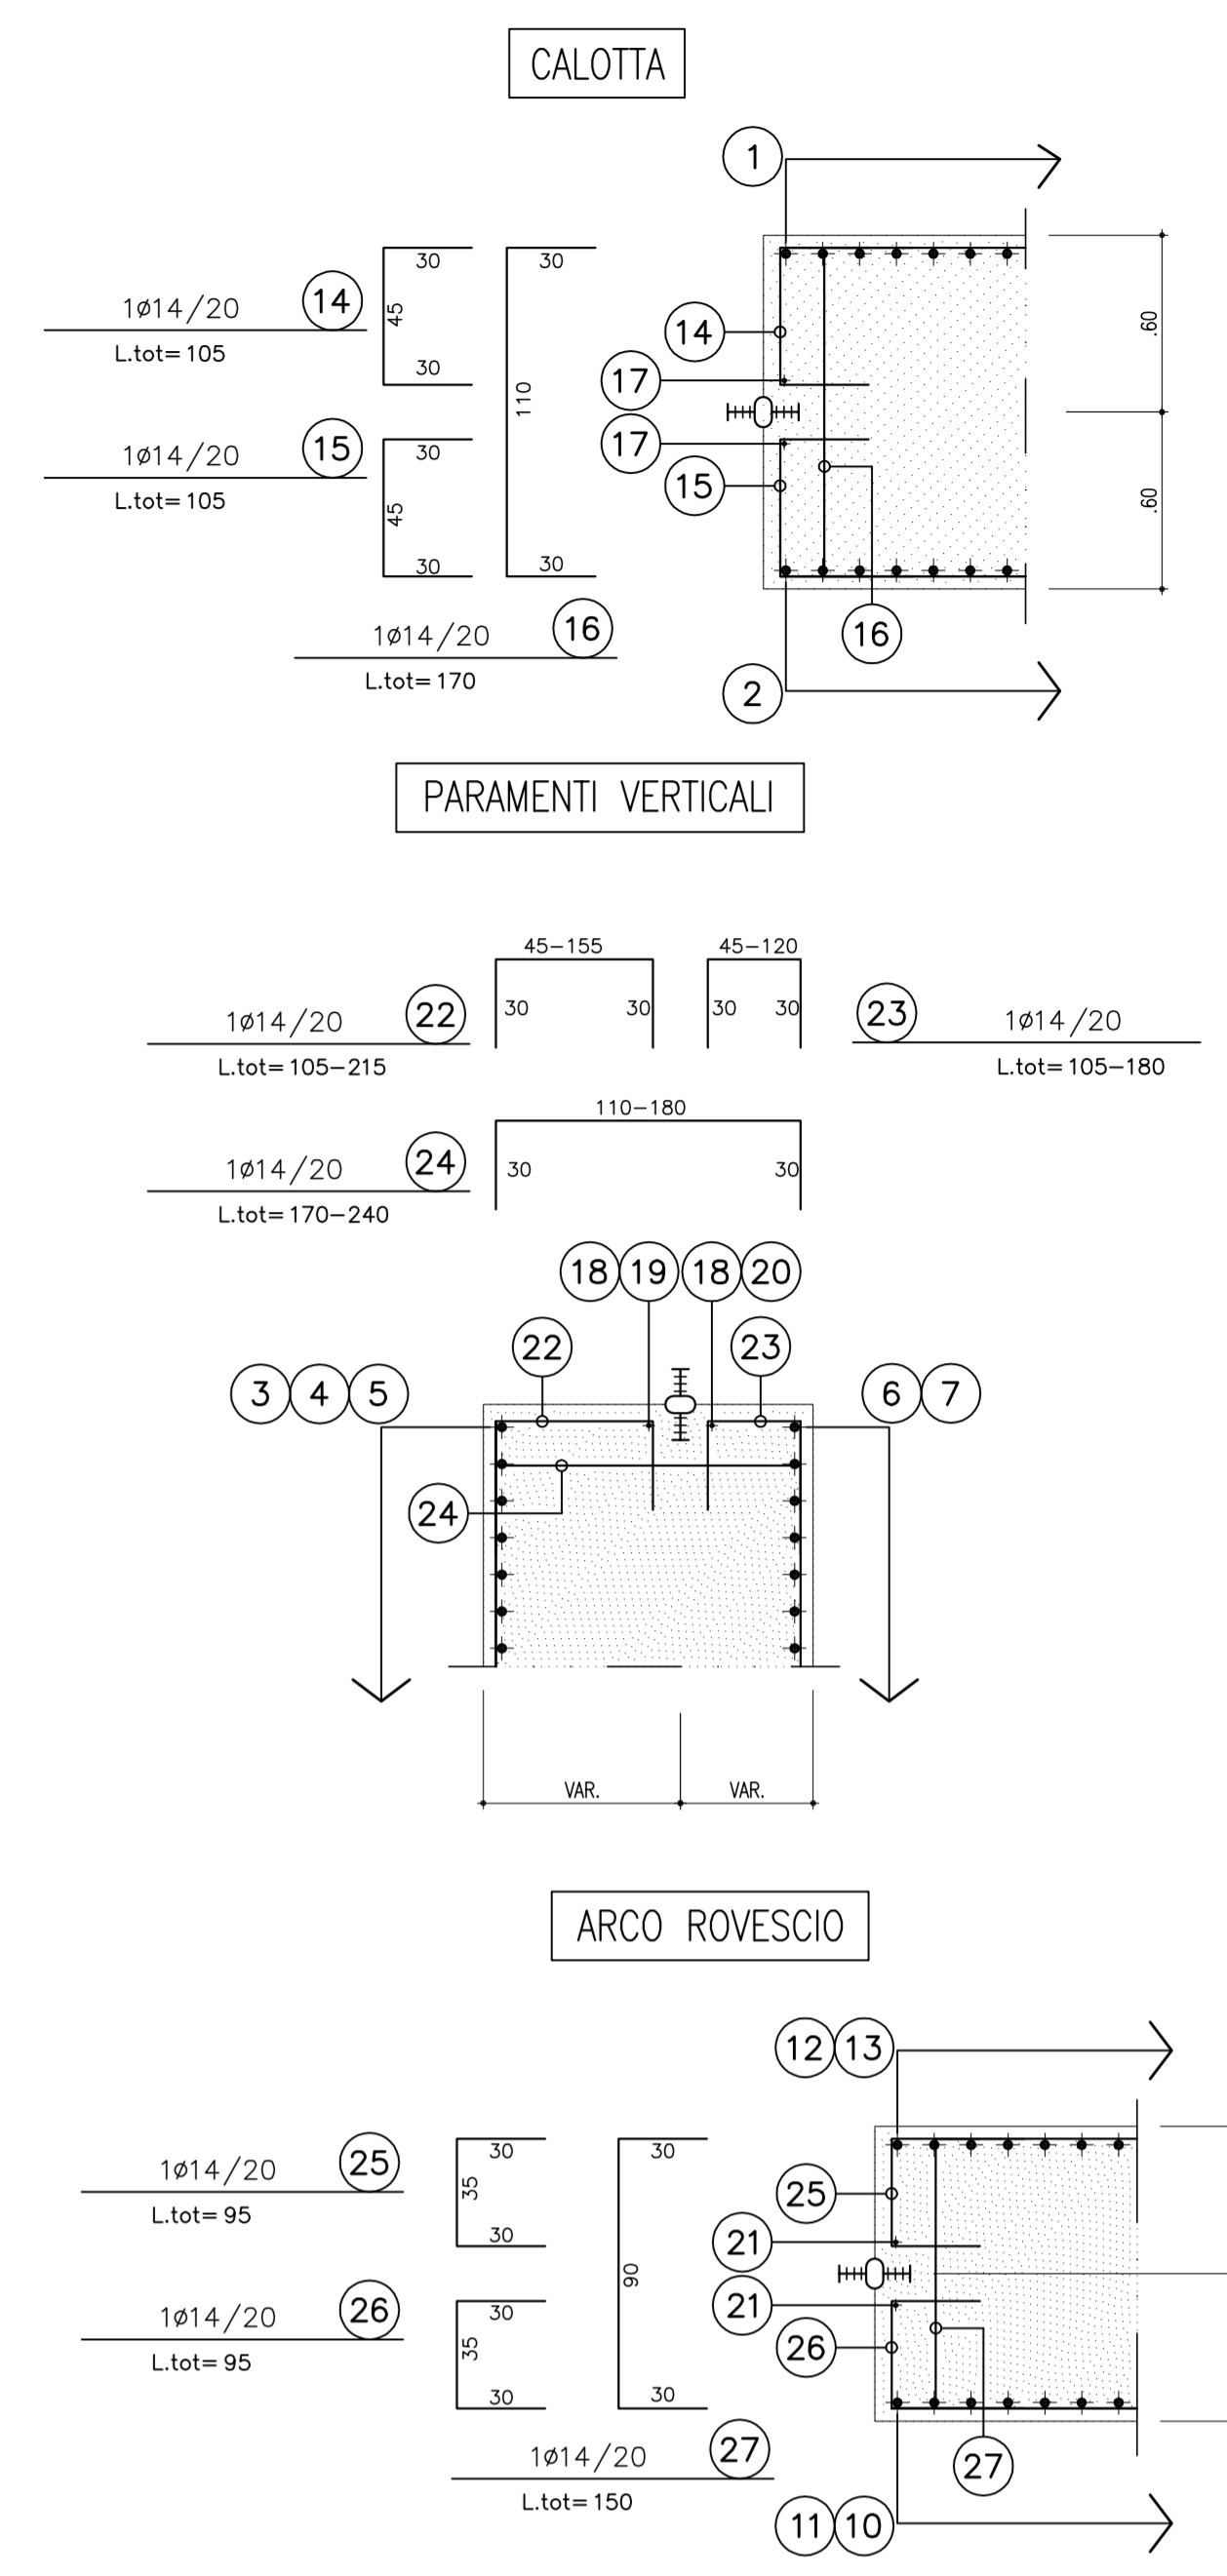 CALOTTA
1
30 30
1ø14/20 14
45
L.tot= 105
30
14
17
110
.60
30
1ø14/20 15
45
L.tot= 105
30 30
17
15
.60
1ø14/20 16
L.tot= 170
16
2
PARAMENTI VERTICALI
45-155 45-120
1ø14/20 22
30 30 30 30
23 1ø14/20
L.tot= 105-215
L.tot= 105-180
110-180
1ø14/20 24
30 30
L.tot= 170-240
18 19 18 20
22 23
3 4 5
6 7
24
VAR. VAR.
ARCO ROVESCIO
12 13
30 30
1ø14/20 25
35
L.tot= 95
30
25
21
90
30
1ø14/20 26
35
L.tot= 95
30 30
21
26
1ø14/20 27
L.tot= 150
27
11 10